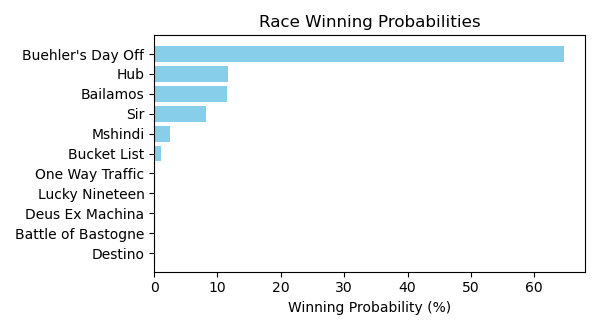 Race Winning Probabilities
Buehler's Day Off
Hub
Bailamos
Sir
Mshindi
Bucket List
One Way Traffic
Lucky Nineteen
Deus Ex Machina
Battle of Bastogne
Destino
0 10 20 30 40 50 60
Winning Probability (%)